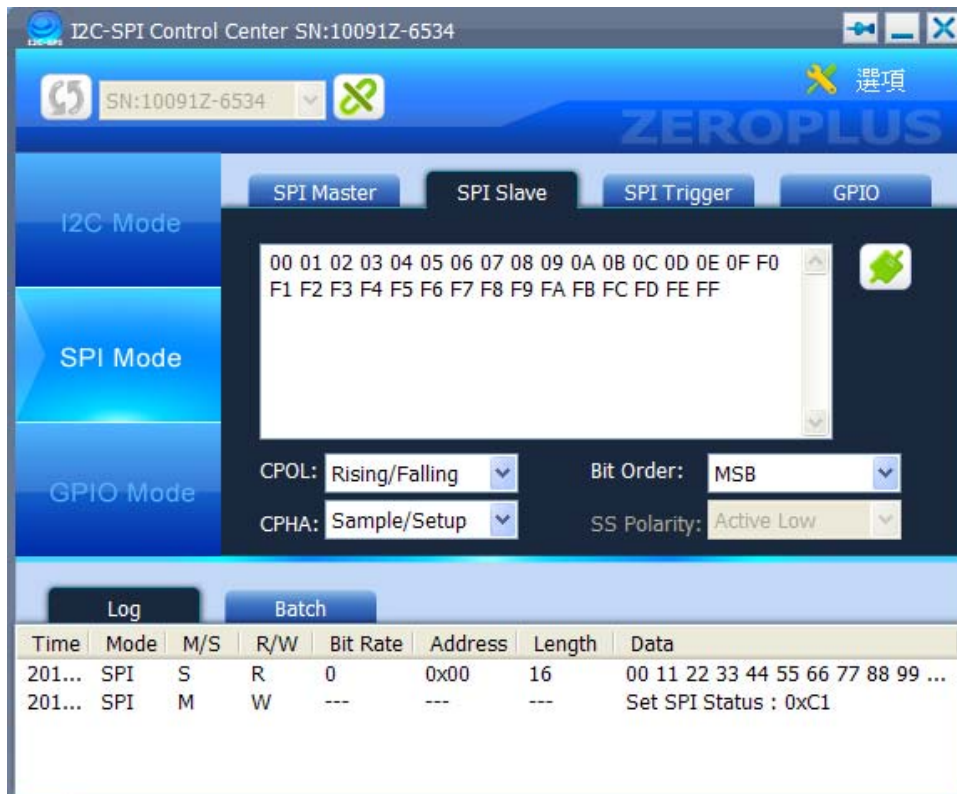 I2C-SPI Control Center SN:10091Z-6534
SN:10091Z-6534
選項
ZEROPLUS
I2C Mode
SPI Mode
GPIO Mode
SPI Master SPI Slave SPI Trigger GPIO
00 01 02 03 04 05 06 07 08 09 0A 0B 0C 0D 0E 0F F0
F1 F2 F3 F4 F5 F6 F7 F8 F9 FA FB FC FD FE FF
CPOL: Rising/Falling Bit Order: MSB
CPHA: Sample/Setup SS Polarity: Active Low
Log Batch
Time Mode M/S R/W Bit Rate Address Length Data
201... SPI S R 0 0x00 16 00 11 22 33 44 55 66 77 88 99 ...
201... SPI M W --- --- --- Set SPI Status : 0xC1